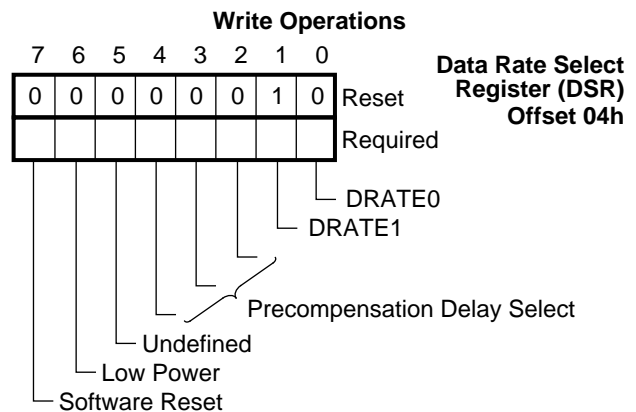 Write Operations
7 6 5 4 3 2 1 0
Data Rate Select
Register (DSR)
Offset 04h
0 0 0 0 0 0 1 0 Reset
Required
DRATE0
DRATE1
Precompensation Delay Select
Undefined
Low Power
Software Reset